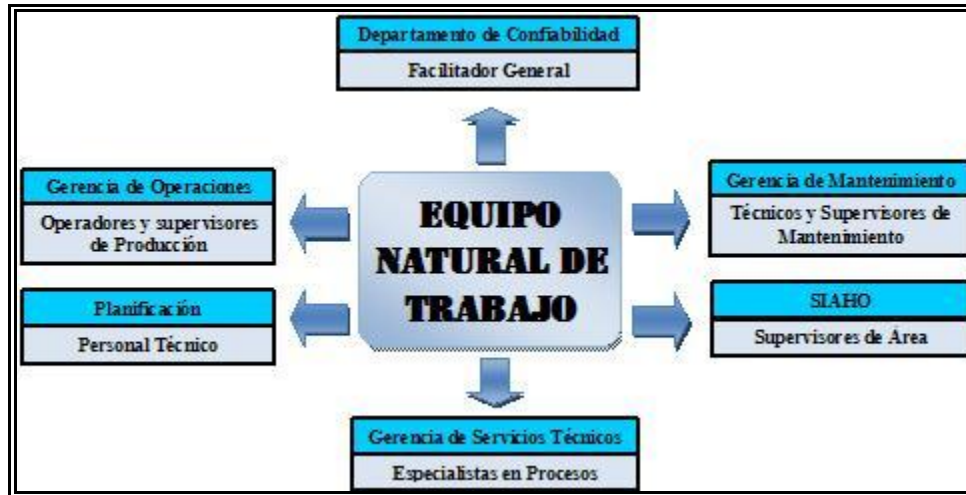 Departamento de Confiabilidad
Facilitador General
Gerencia de Operaciones
Operadores y supervisores
de Producción
Planificación
Personal Técnico
EQUIPO
NATURAL DE
TRABAJO
Gerencia de Mantenimiento
Técnicos y Supervisores de
Mantenimiento
SIAHO
Supervisores de Área
Gerencia de Servicios Técnicos
Especialistas en Procesos